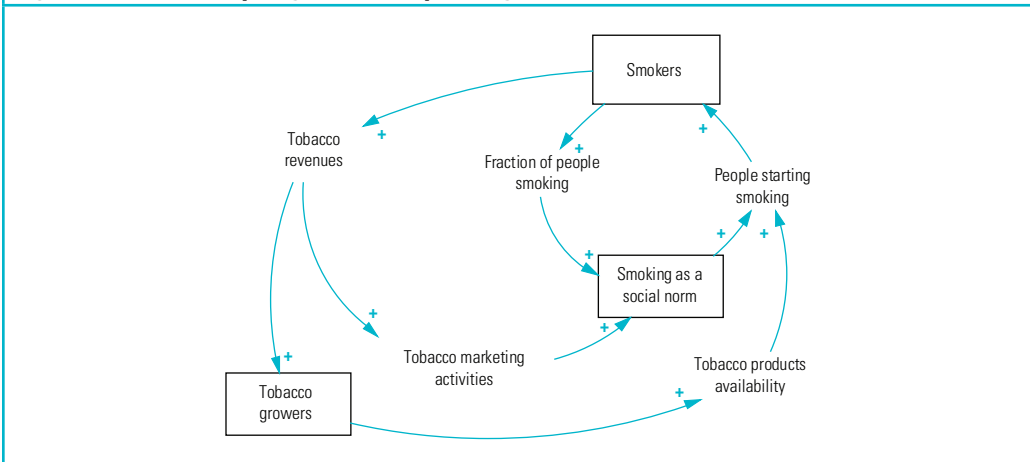 Smokers
+
+
+
Tobacco
revenues
Fraction of people
smoking
People starting
smoking
+
+
+
Smoking as a
social norm
+
+
+
Tobacco marketing
activities
Tobacco products
availability
+
Tobacco
growers